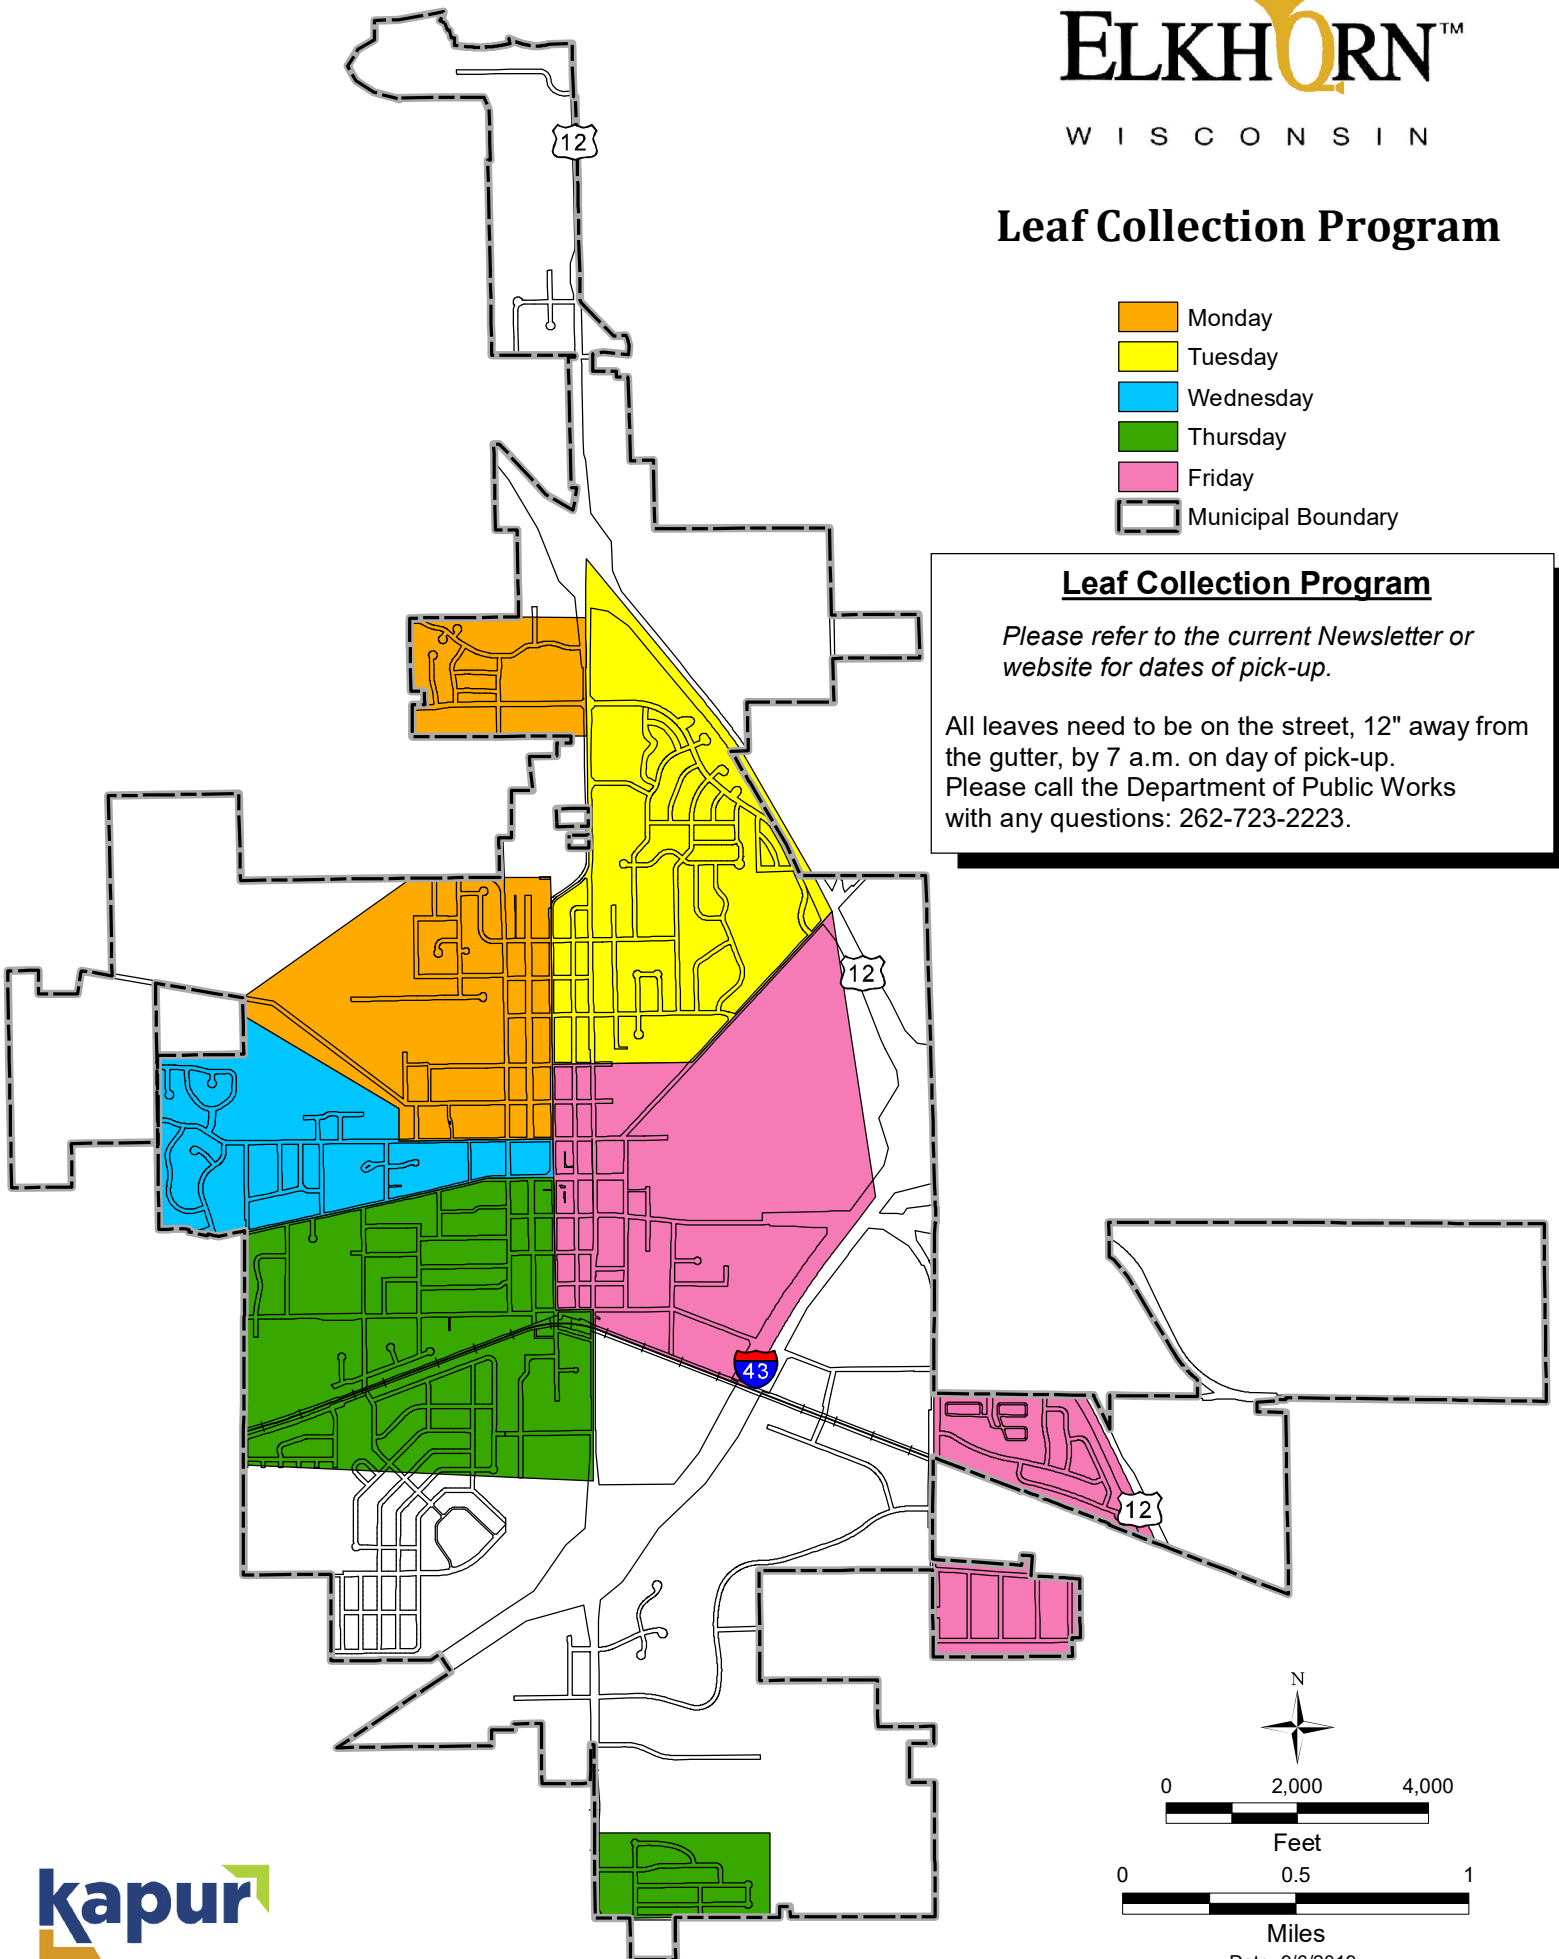 ELKHORN™
WISCONSIN
Leaf Collection Program
Monday
Tuesday
Wednesday
Thursday
Friday
Municipal Boundary
Leaf Collection Program
Please refer to the current Newsletter or
website for dates of pick-up.
All leaves need to be on the street, 12" away from
the gutter, by 7 a.m. on day of pick-up.
Please call the Department of Public Works
with any questions: 262-723-2223.
12
12
43
12
N
0 2,000 4,000
Feet
0 0.5 1
Miles
kapur